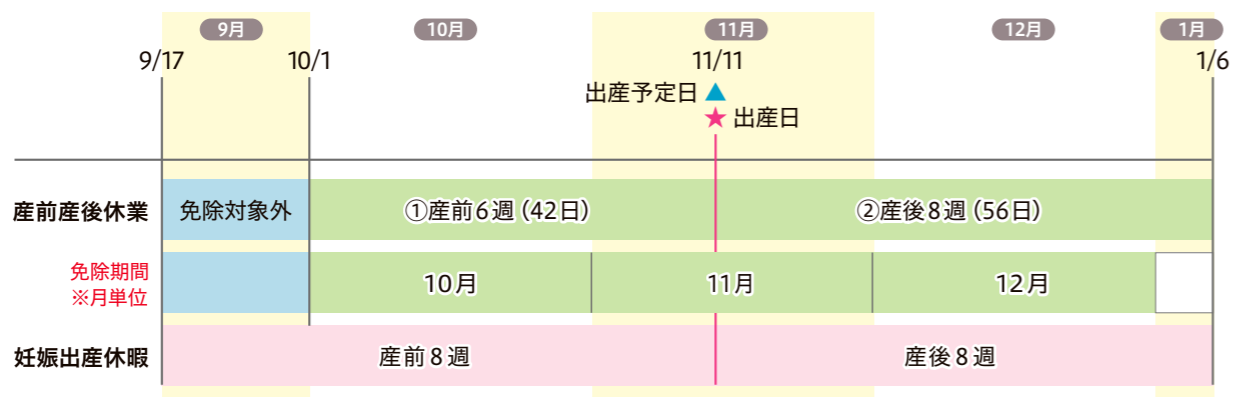 9月
10月
11月
12月
1月
9/17
10/1
11/11
1/6
出産予定日
出産日
産前産後休業
免除対象外
①産前6週（42日）
②産後8週（56日）
免除期間
※月単位
10月
11月
12月
妊娠出産休暇
産前8週
産後8週